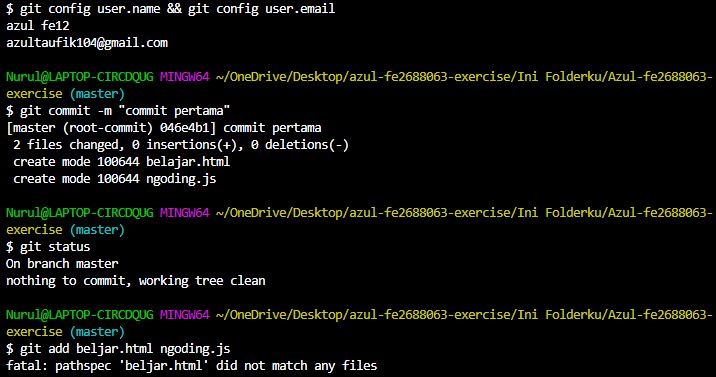 $ git config user.name && git config user.email
azul fe12
azultaufik104@gmail.com
Nurul@LAPTOP-CIRCDQUG MINGW64 ~/OneDrive/Desktop/azul-fe2688063-exercise/Ini Folderku/Azul-fe2688063-
exercise (master)
$ git commit -m "commit pertama"
[master (root-commit) 046e4b1] commit pertama
 2 files changed, 0 insertions(+), 0 deletions(-)
 create mode 100644 belajar.html
 create mode 100644 ngoding.js
Nurul@LAPTOP-CIRCDQUG MINGW64 ~/OneDrive/Desktop/azul-fe2688063-exercise/Ini Folderku/Azul-fe2688063-
exercise (master)
$ git status
On branch master
nothing to commit, working tree clean
Nurul@LAPTOP-CIRCDQUG MINGW64 ~/OneDrive/Desktop/azul-fe2688063-exercise/Ini Folderku/Azul-fe2688063-
exercise (master)
$ git add beljar.html ngoding.js
fatal: pathspec 'beljar.html' did not match any files